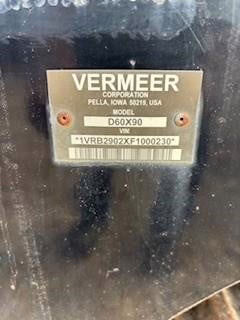 VERMEER
CORPORATION
PELLA, IOWA 50219, USA
MODEL
D60X90
VIN
*1VRB2902XF1000230*